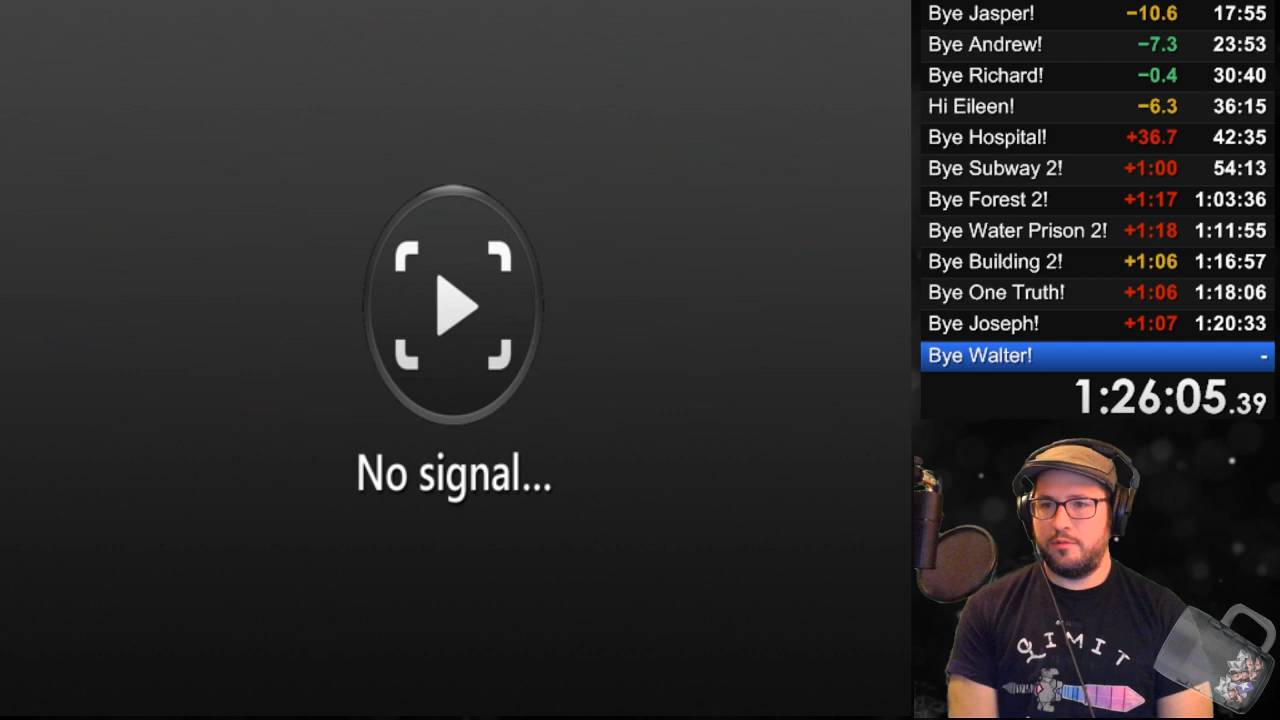 Bye Jasper! −10.6 17:55
Bye Andrew! −7.3 23:53
Bye Richard! −0.4 30:40
Hi Eileen! −6.3 36:15
Bye Hospital! +36.7 42:35
Bye Subway 2! +1:00 54:13
Bye Forest 2! +1:17 1:03:36
Bye Water Prison 2! +1:18 1:11:55
Bye Building 2! +1:06 1:16:57
Bye One Truth! +1:06 1:18:06
Bye Joseph! +1:07 1:20:33
Bye Walter! -
1:26:05.39
No signal...
LIMIT